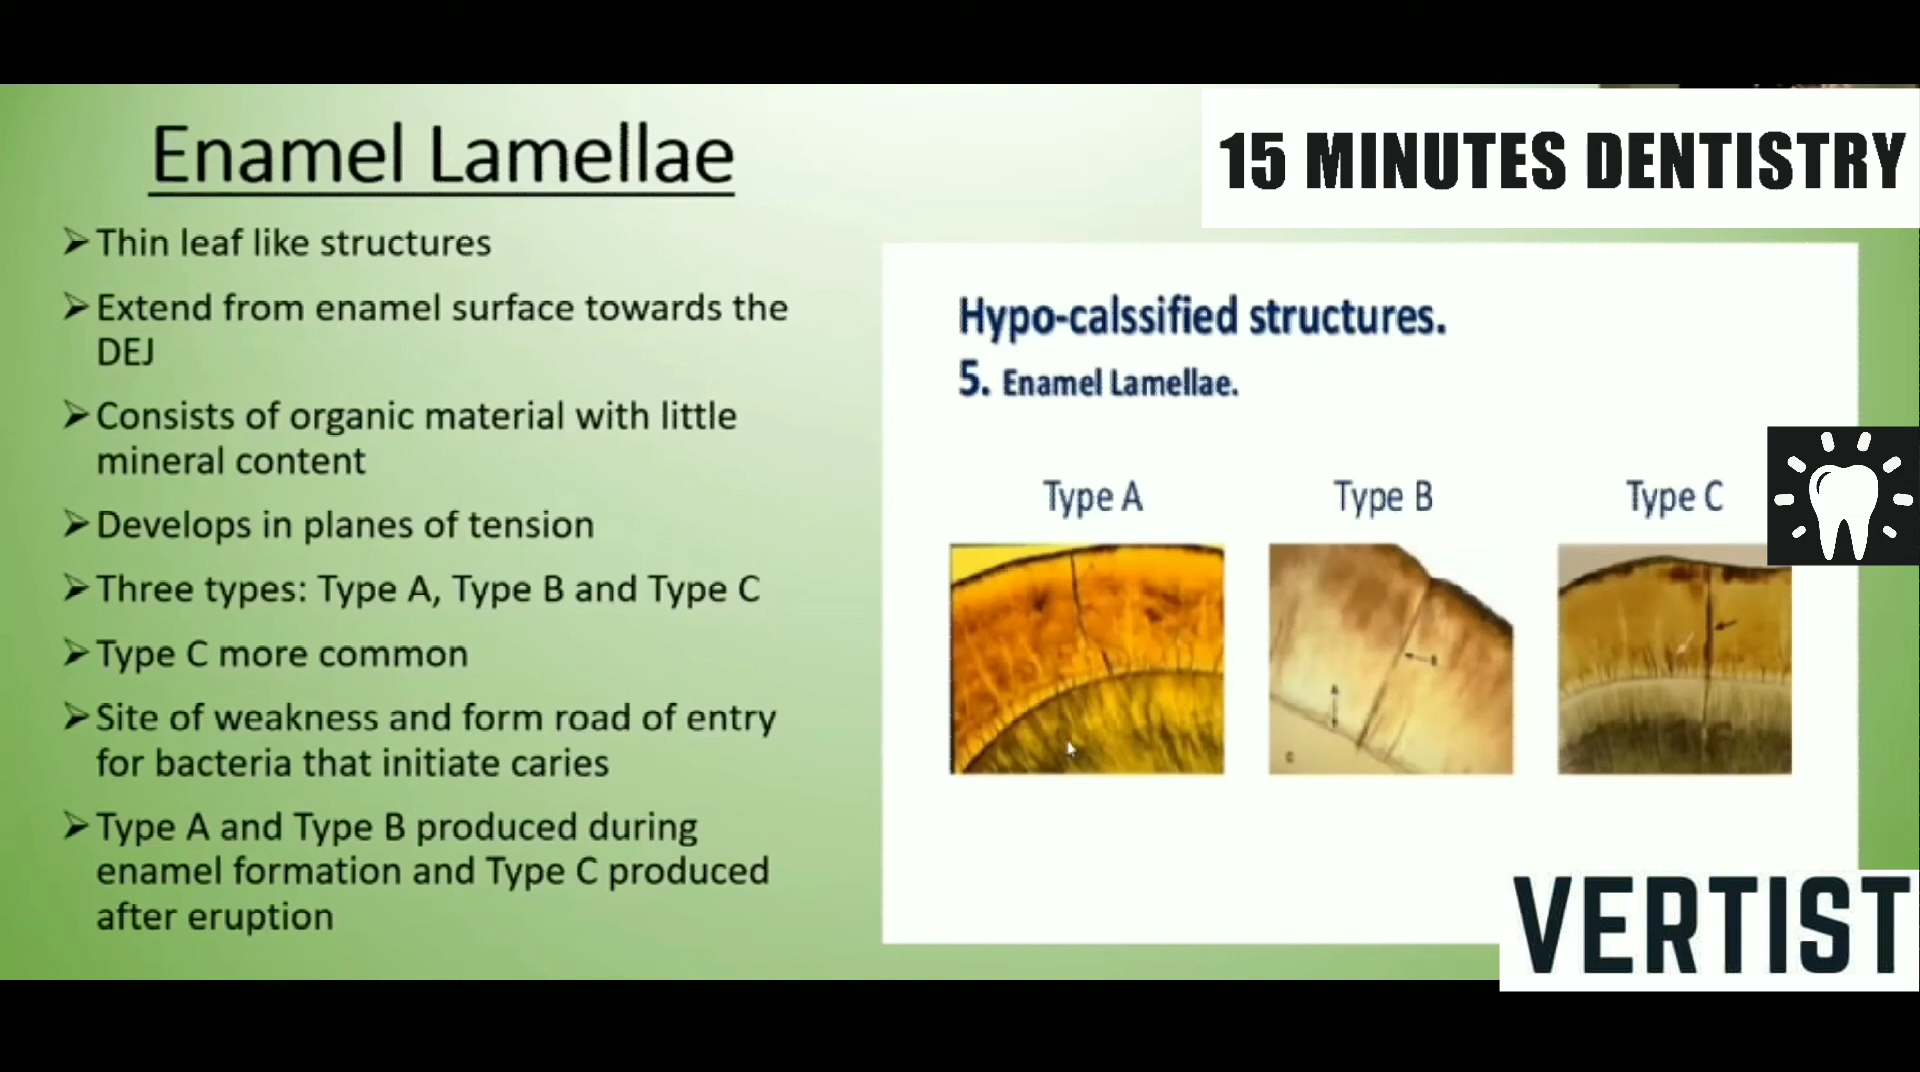 Enamel Lamellae
15 MINUTES DENTISTRY
➢Thin leaf like structures
➢Extend from enamel surface towards the
DEJ
➢Consists of organic material with little
mineral content
➢Develops in planes of tension
➢Three types: Type A, Type B and Type C
➢Type C more common
➢Site of weakness and form road of entry
for bacteria that initiate caries
➢Type A and Type B produced during
enamel formation and Type C produced
after eruption
Hypo-calssified structures.
5. Enamel Lamellae.
Type A Type B Type C
A
VERTIST